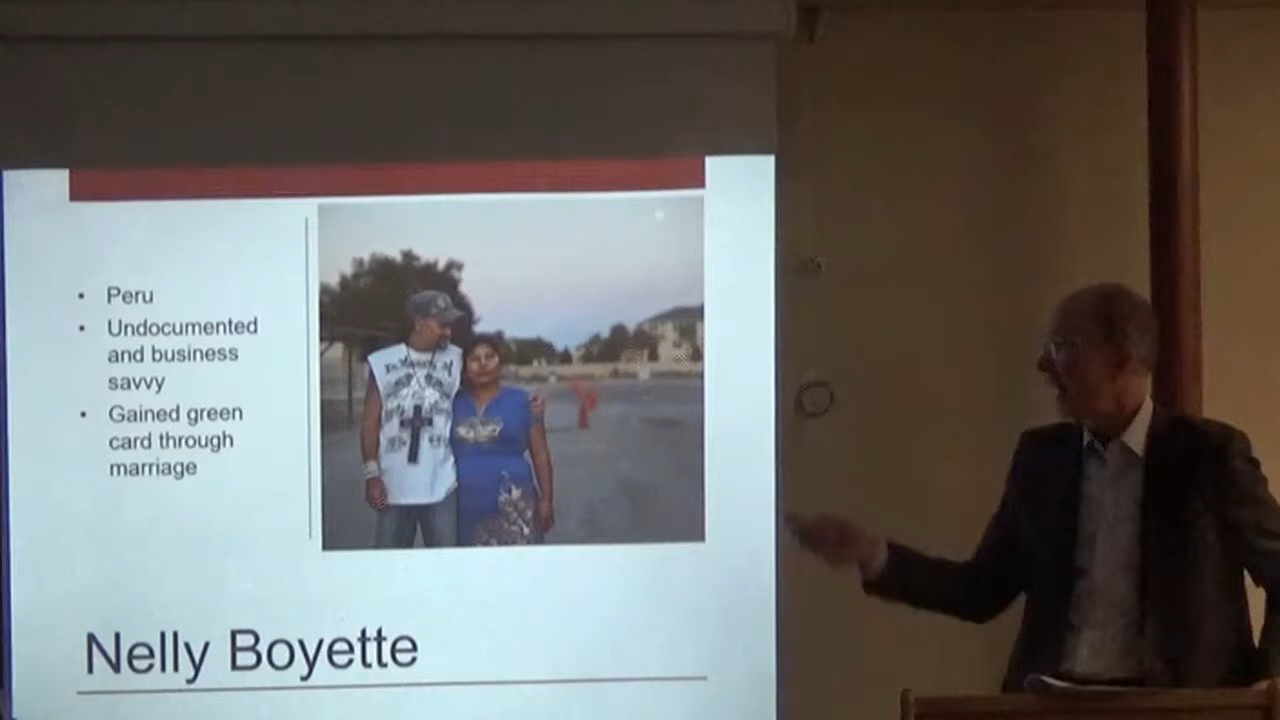 • Peru
• Undocumented
and business
savvy
• Gained green
card through
marriage
Nelly Boyette